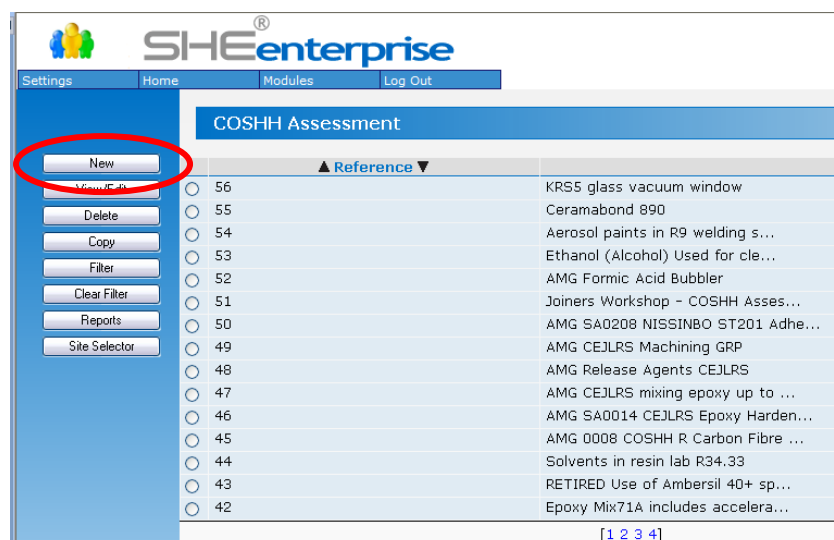 SHE® enterprise
Settings Home Modules Log Out
COSHH Assessment
New
View/Edit
Delete
Copy
Filter
Clear Filter
Reports
Site Selector
▲ Reference ▼
56 KRS5 glass vacuum window
55 Ceramabond 890
54 Aerosol paints in R9 welding s...
53 Ethanol (Alcohol) Used for cle...
52 AMG Formic Acid Bubbler
51 Joiners Workshop - COSHH Asses...
50 AMG SA0208 NISSINBO ST201 Adhe...
49 AMG CEJLRS Machining GRP
48 AMG Release Agents CEJLRS
47 AMG CEJLRS mixing epoxy up to ...
46 AMG SA0014 CEJLRS Epoxy Harden...
45 AMG 0008 COSHH R Carbon Fibre ...
44 Solvents in resin lab R34.33
43 RETIRED Use of Ambersil 40+ sp...
42 Epoxy Mix71A includes accelera...
[1 2 3 4]